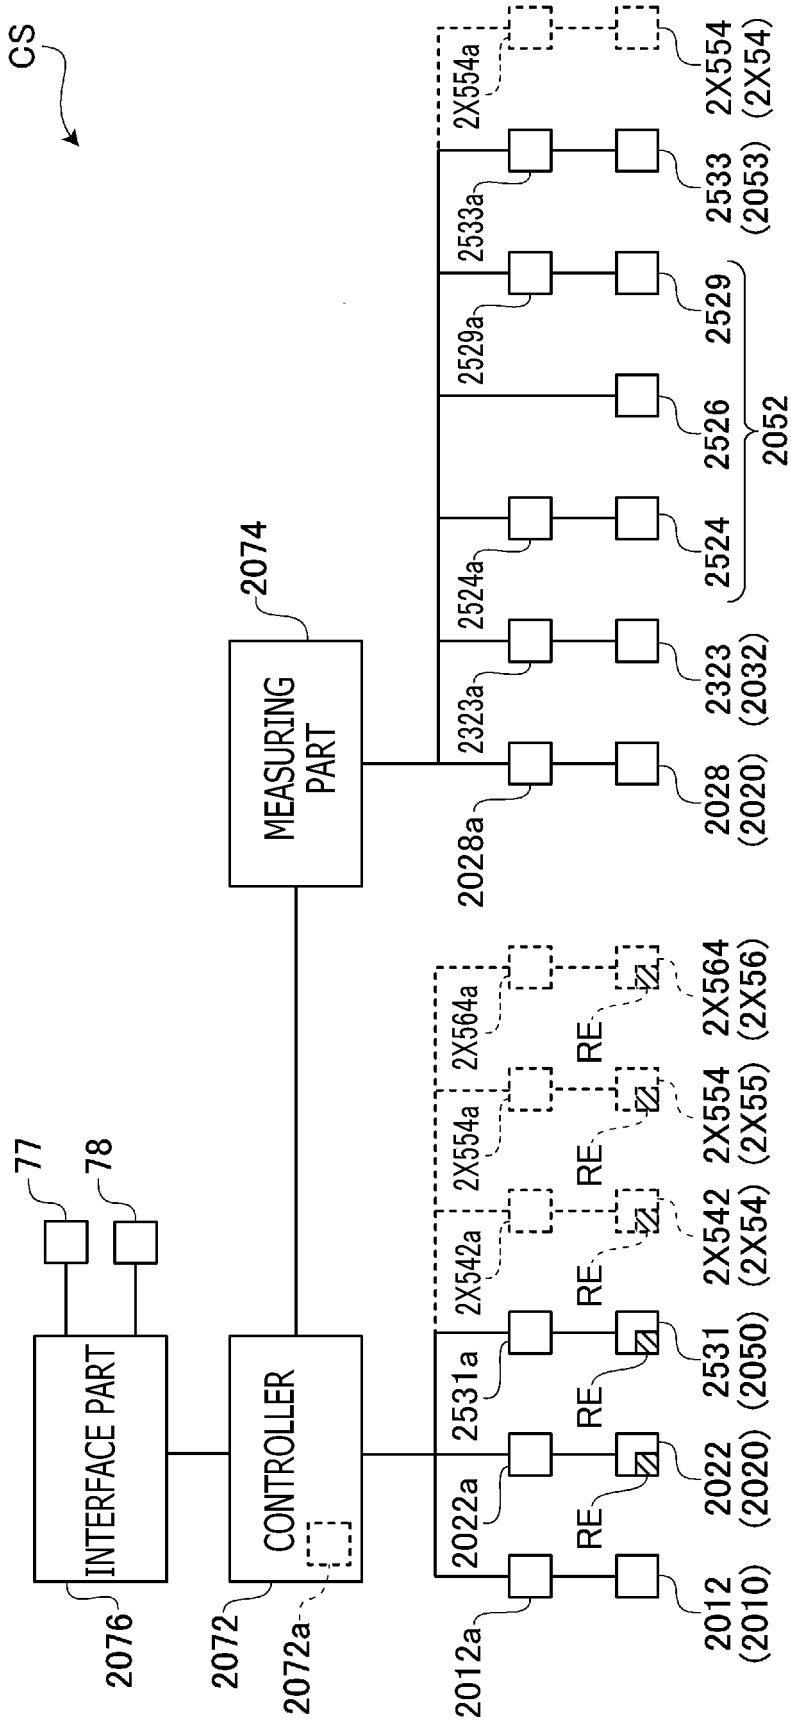 CS
77
78
INTERFACE PART
2076
CONTROLLER
2072
2072a
MEASURING
PART
2074
2012a
2022a
2531a
2X542a
2X554a
2X564a
2028a
2323a
2524a
2529a
2533a
2X554a
RE
RE
RE
RE
RE
2012
(2010)
2022
(2020)
2531
(2050)
2X542
(2X54)
2X554
(2X55)
2X564
(2X56)
2028
(2020)
2323
(2032)
2524
2526
2529
2052
2533
(2053)
2X554
(2X54)